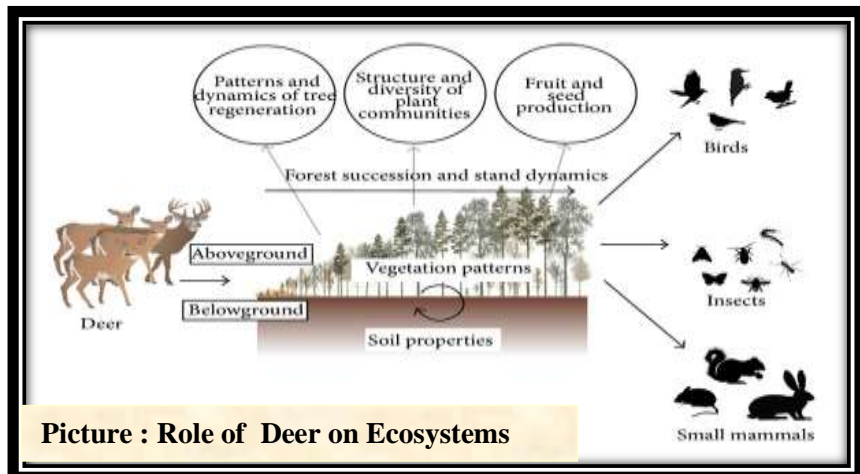 Patterns and
dynamics of tree
regeneration
Structure and
diversity of
plant
communities
Fruit and
seed
production
Birds
Forest succession and stand dynamics
Aboveground
Vegetation patterns
Insects
Belowground
Deer
Soil properties
Small mammals
Picture : Role of Deer on Ecosystems